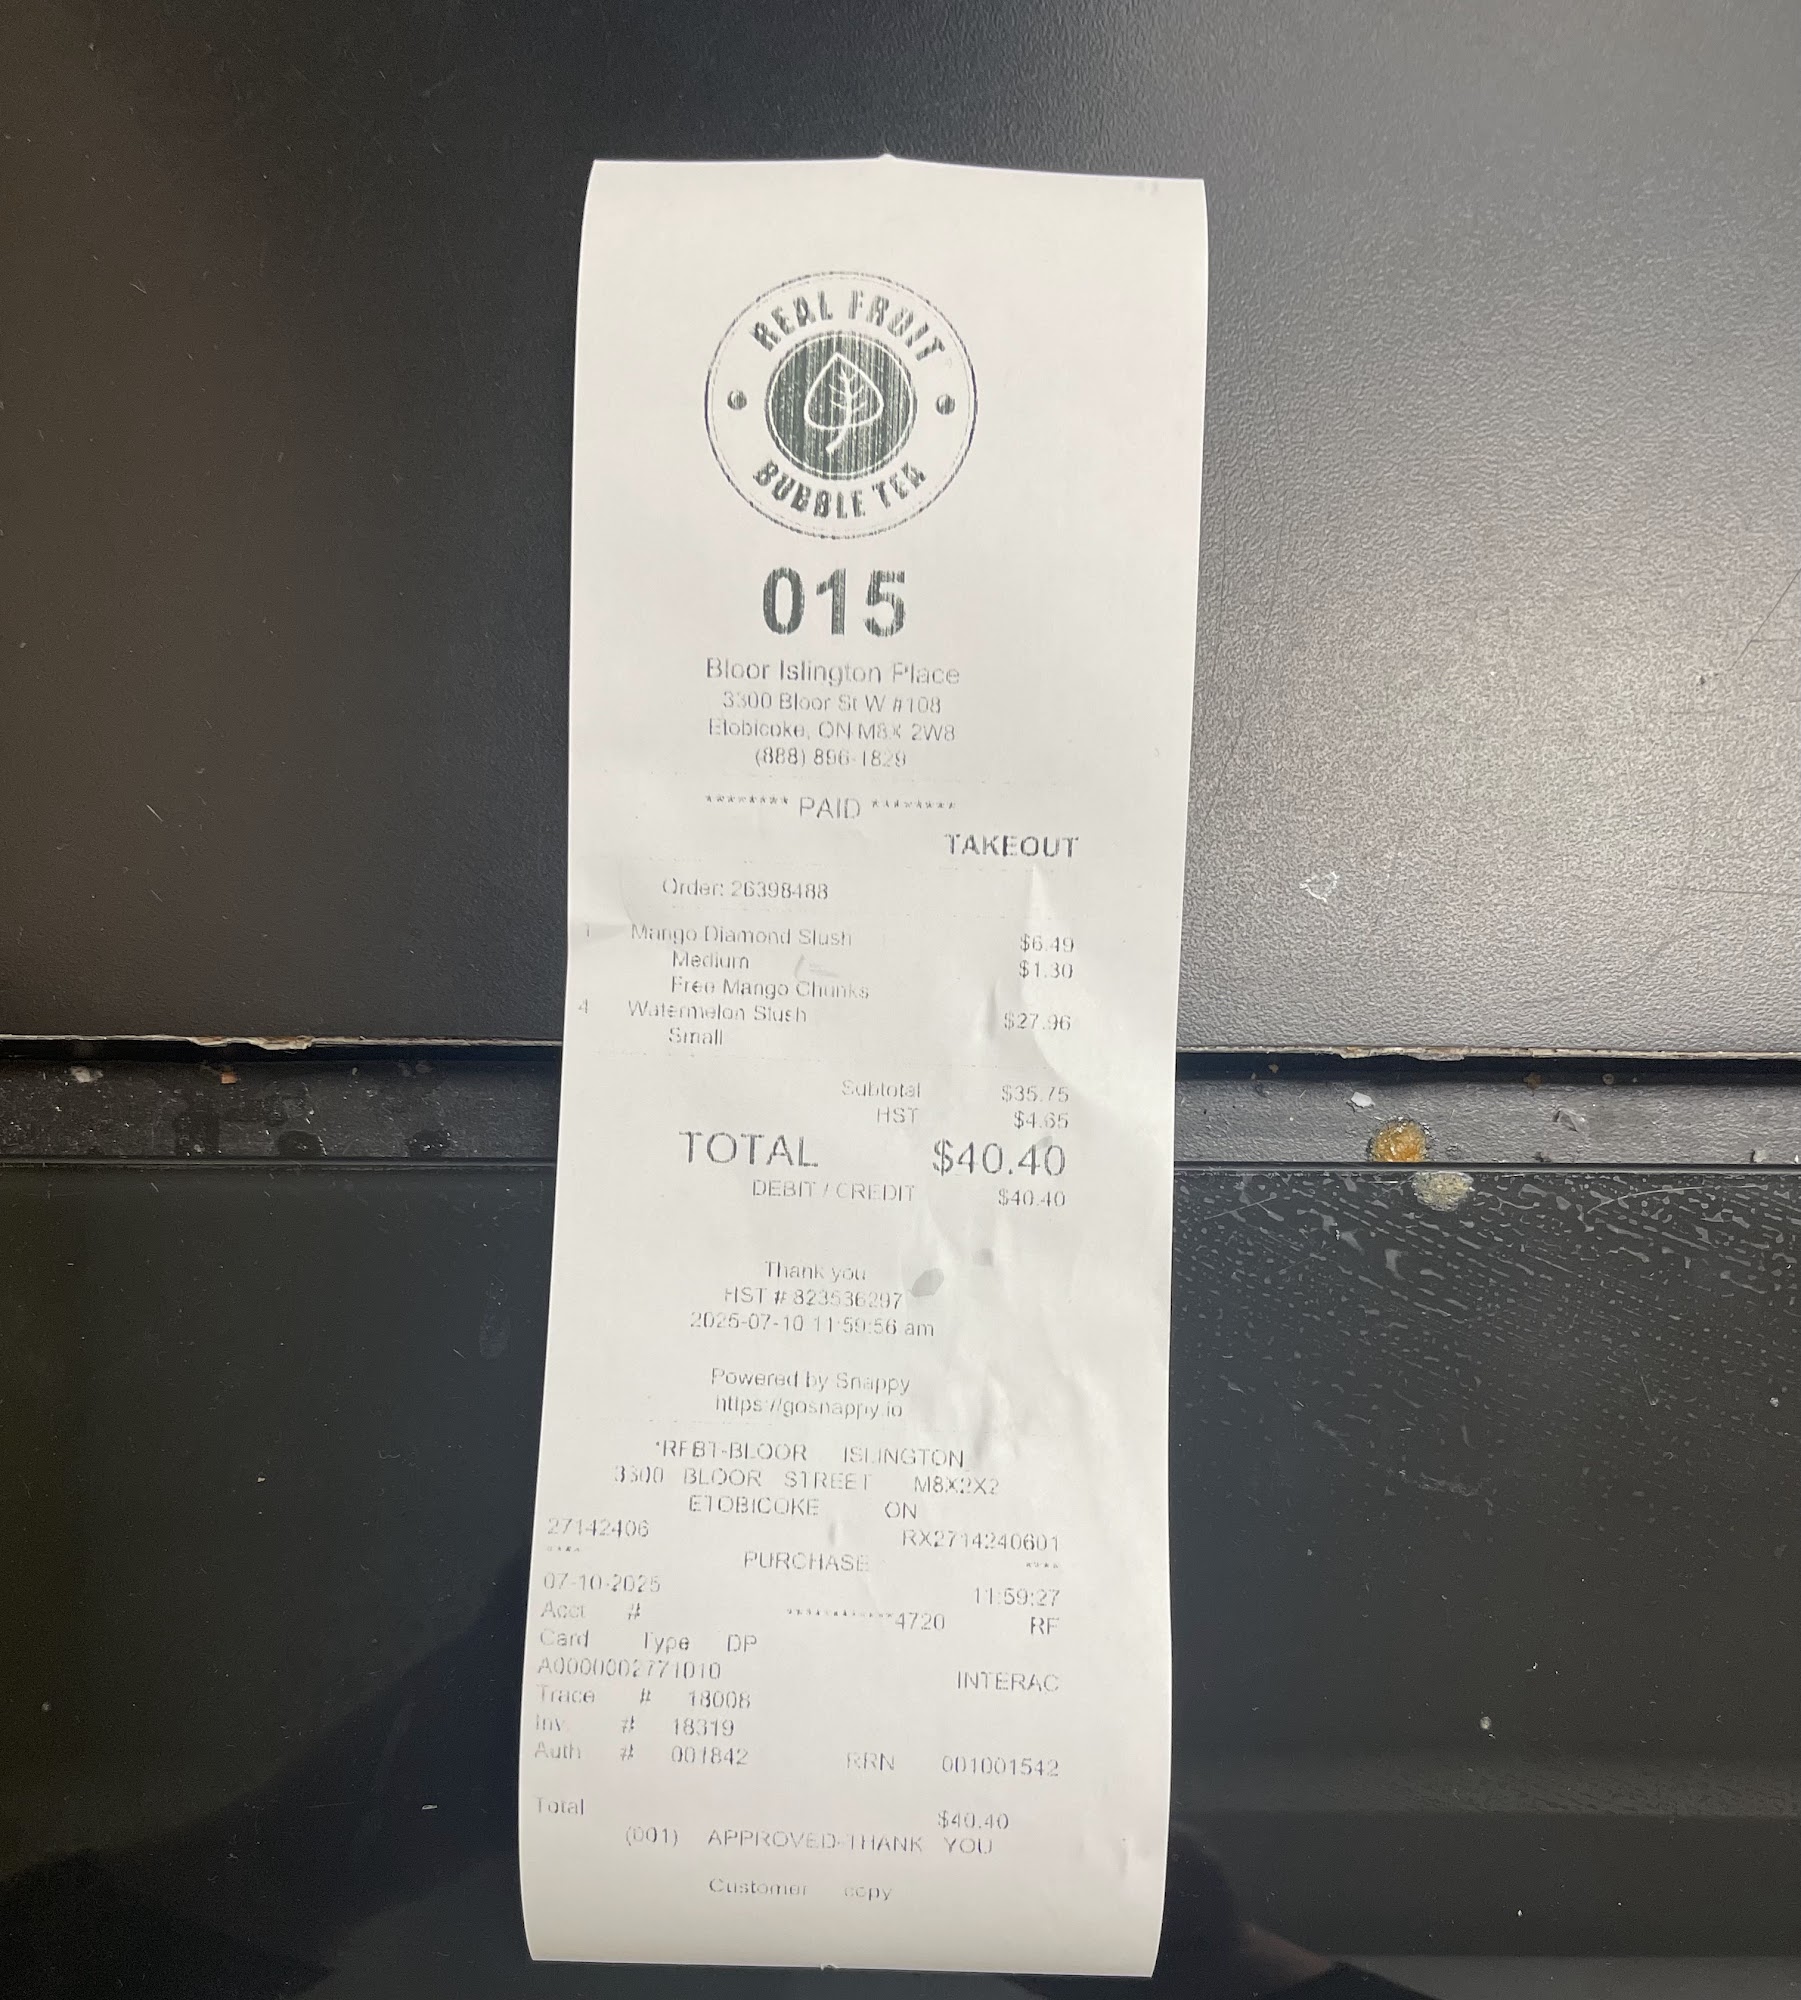 REAL FRUIT
BUBBLE TEA
015
Bloor Islington Place
3300 Bloor St W #108
Etobicoke, ON M8X 2W8
(888) 896-1829
******** PAID ********
TAKEOUT
Order: 26398488
1 Mango Diamond Slush $6.49
Medium $1.30
Free Mango Chunks
4 Watermelon Slush $27.96
Small
Subtotal $35.75
HST $4.65
TOTAL $40.40
DEBIT / CREDIT $40.40
Thank you
HST # 823536297
2025-07-10 11:59:56 am
Powered by Snappy
https://gosnappy.io
*RFBT-BLOOR ISLINGTON
3300 BLOOR STREET M8X2X2
ETOBICOKE ON
27142406 RX2714240601
**** PURCHASE ****
07-10-2025 11:59:27
Acct # ************4720 RF
Card Type DP
A0000002771010 INTERAC
Trace # 18008
Inv. # 18319
Auth # 001842 RRN 001001542
Total $40.40
(001) APPROVED-THANK YOU
Customer copy